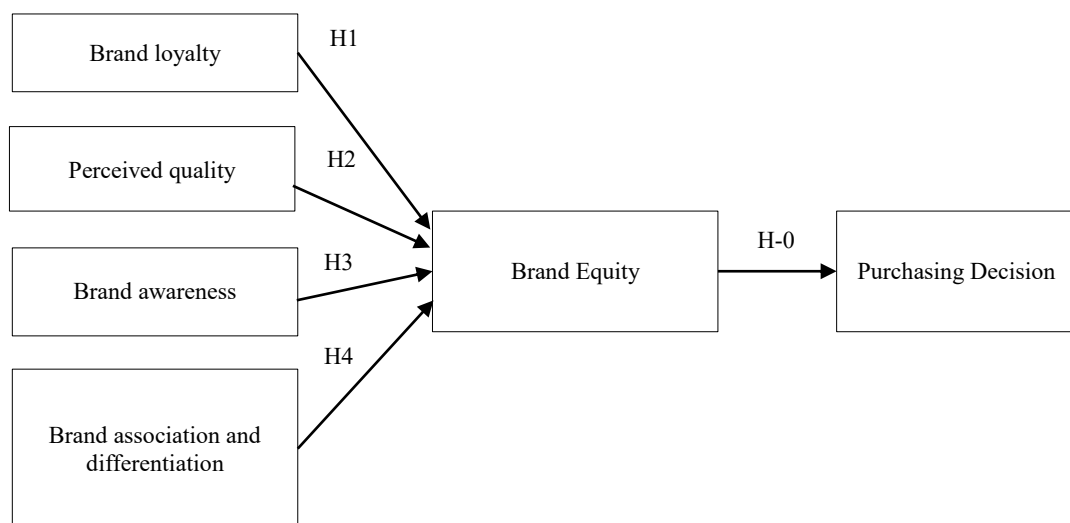 Brand loyalty
H1
Perceived quality
H2
Brand awareness
H3
Brand association and
differentiation
H4
Brand Equity
H-0
Purchasing Decision